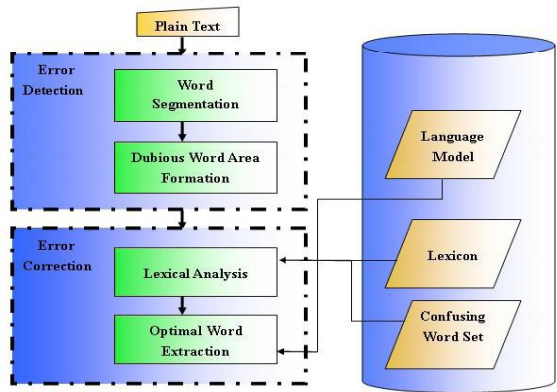 Plain Text
Error
Detection
Word
Segmentation
Dubious Word Area
Formation
Error
Correction
Lexical Analysis
Optimal Word
Extraction
Language
Model
Lexicon
Confusing
Word Set